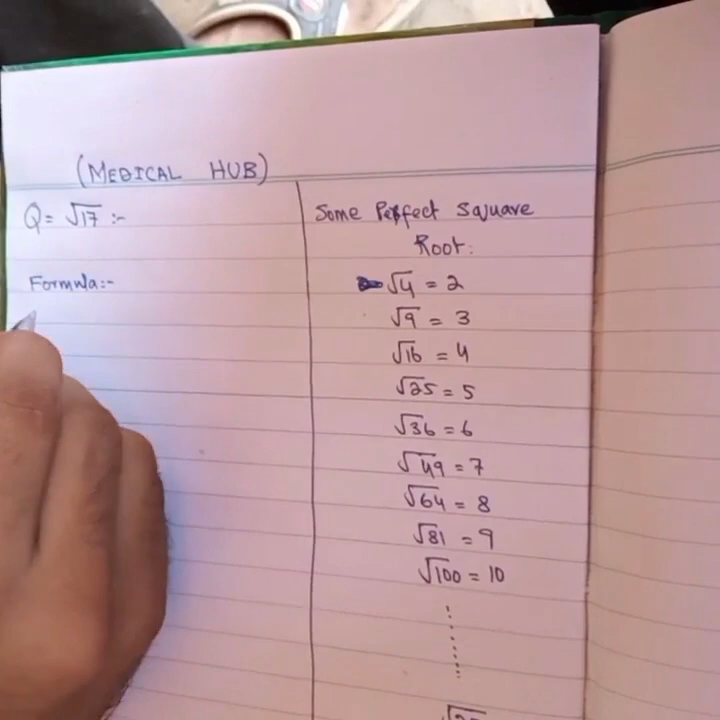 (MEDICAL HUB)
Q= √17 :-
Formula:-
Some Perfect Square
Root:
√4 = 2
√9 = 3
√16 = 4
√25 = 5
√36 = 6
√49 = 7
√64 = 8
√81 = 9
√100 = 10